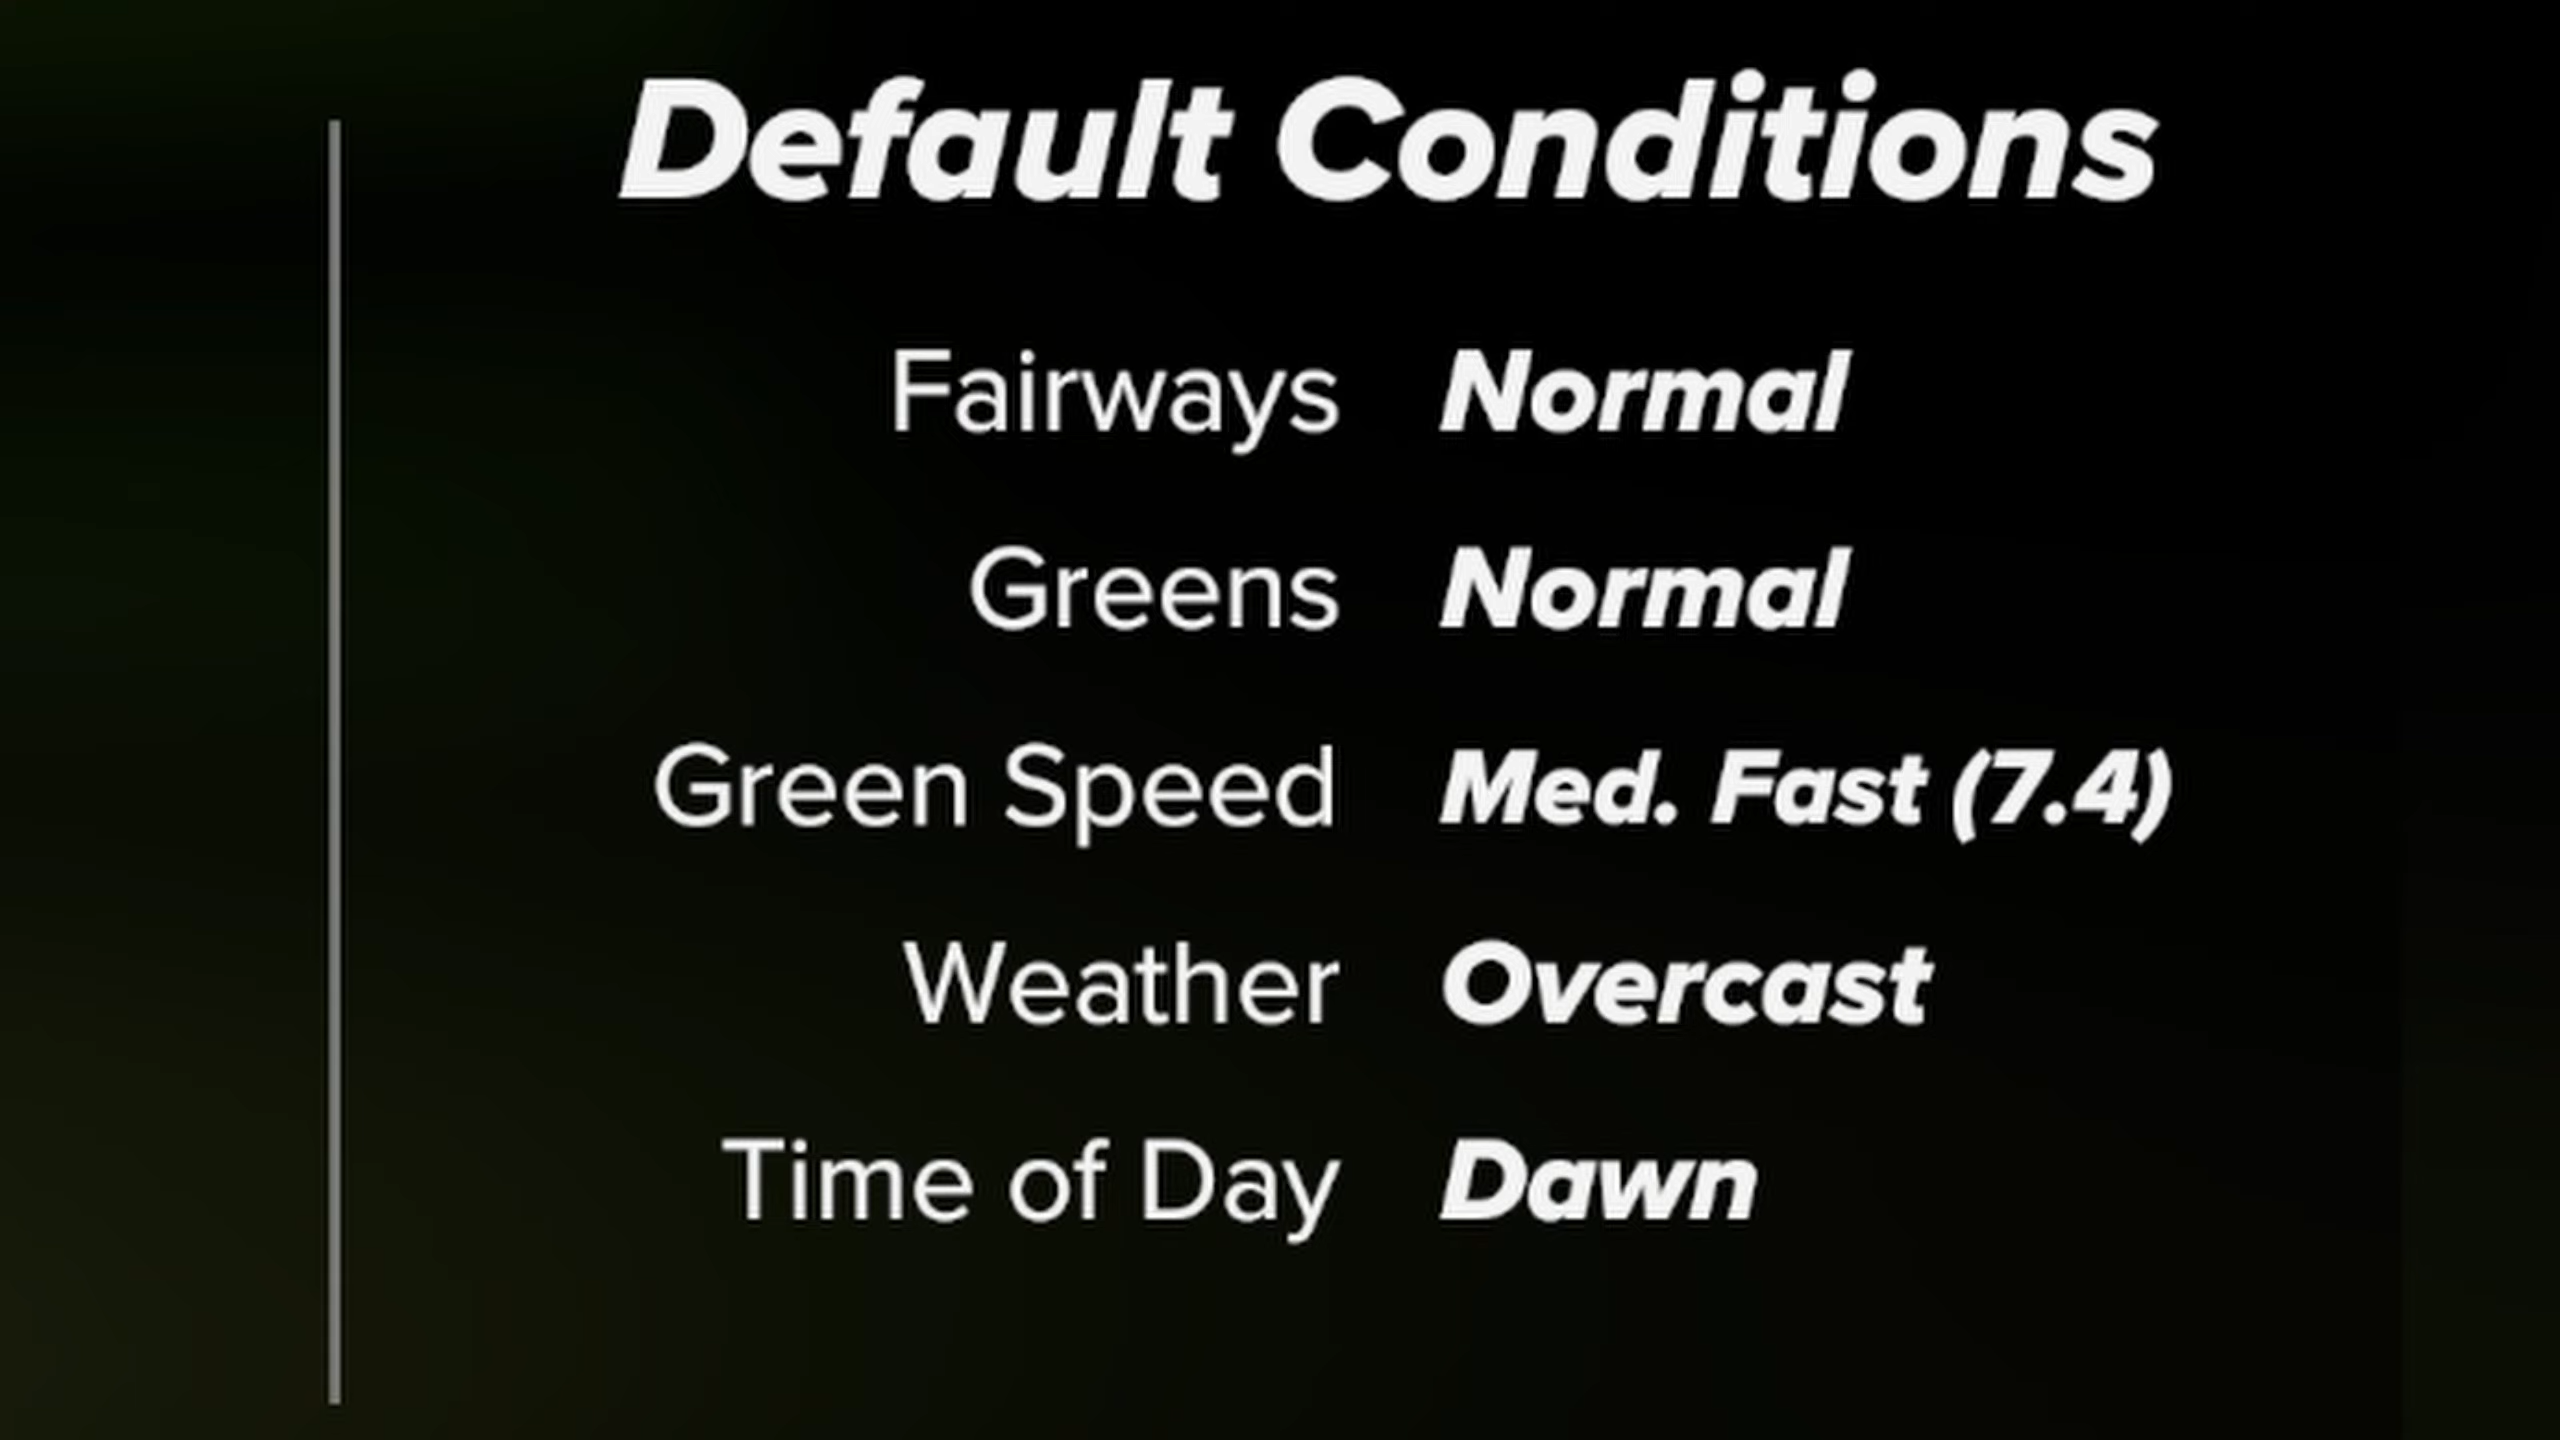 Default Conditions
Fairways Normal
Greens Normal
Green Speed Med. Fast (7.4)
Weather Overcast
Time of Day Dawn